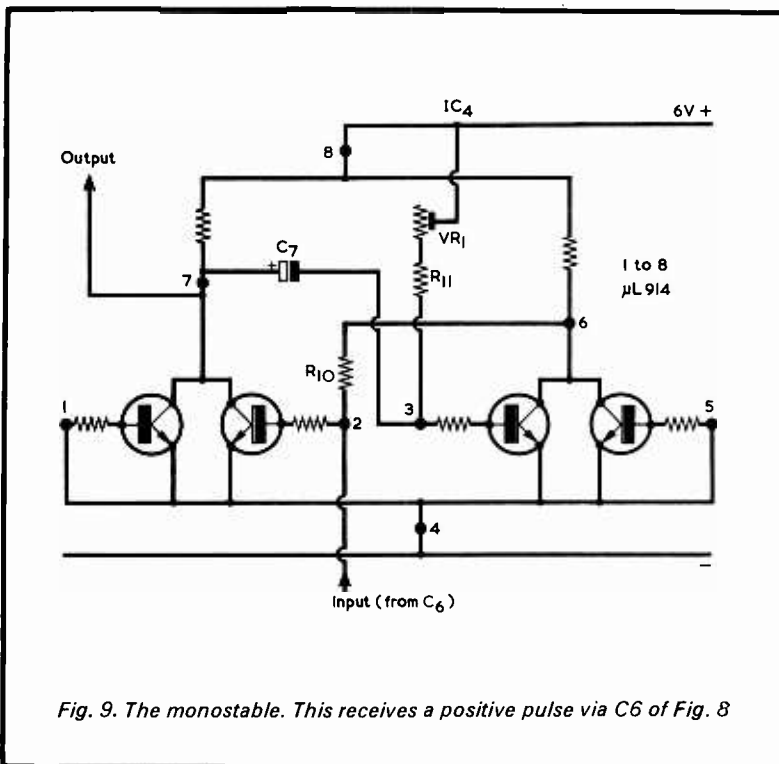 IC4
6V +
8
Output
C7
+
VR1
7
R11
1 to 8
μL 914
6
R10
1
2
3
5
4
–
Input (from C6)
Fig. 9. The monostable. This receives a positive pulse via C6 of Fig. 8